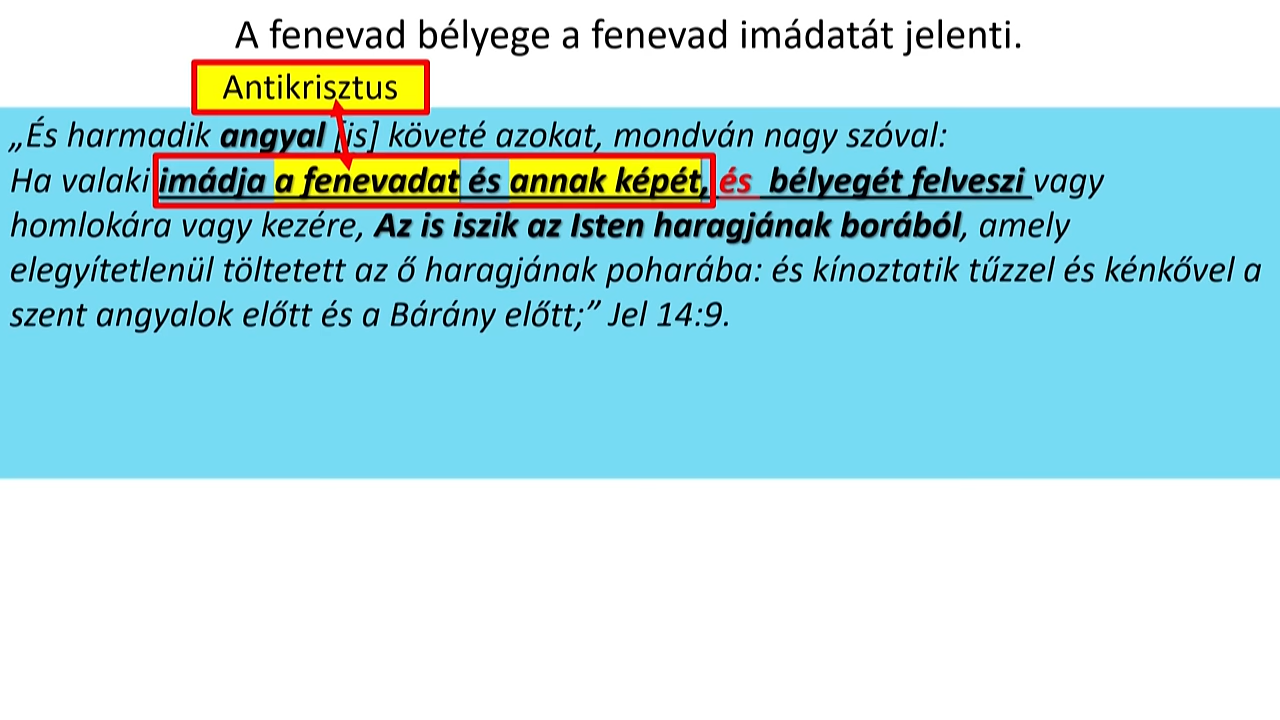 A fenevad bélyege a fenevad imádatát jelenti.
Antikrisztus
„És harmadik angyal [is] követé azokat, mondván nagy szóval:
Ha valaki imádja a fenevadat és annak képét, és bélyegét felveszi vagy
homlokára vagy kezére, Az is iszik az Isten haragjának borából, amely
elegyítetlenül töltetett az ő haragjának poharába: és kínoztatik tűzzel és kénkővel a
szent angyalok előtt és a Bárány előtt;” Jel 14:9.